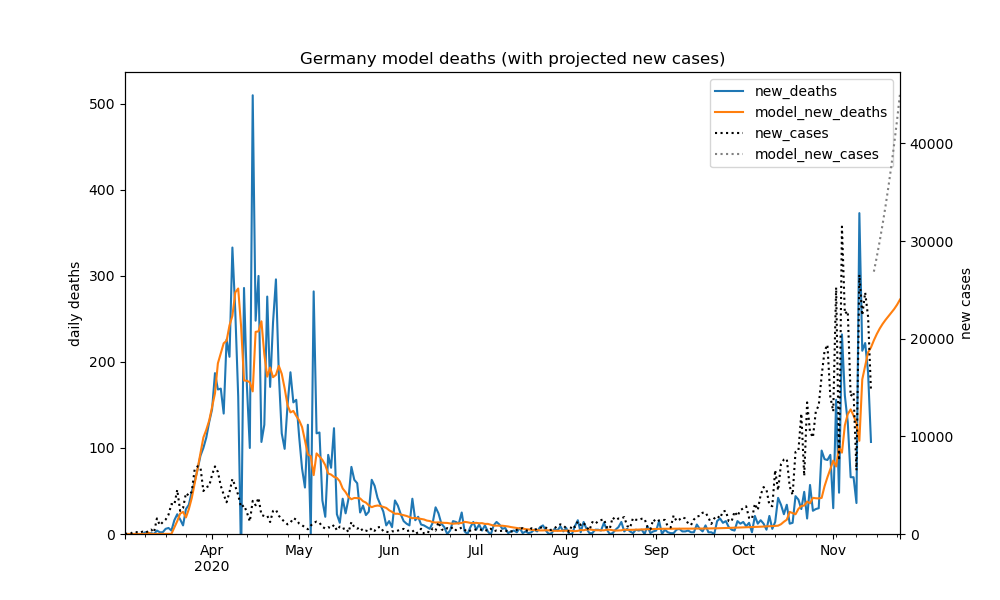 Germany model deaths (with projected new cases)
new_deaths
model_new_deaths
new_cases
model_new_cases
500
400
300
200
100
0
daily deaths
40000
30000
20000
10000
0
new cases
Apr
May
Jun
Jul
Aug
Sep
Oct
Nov
2020